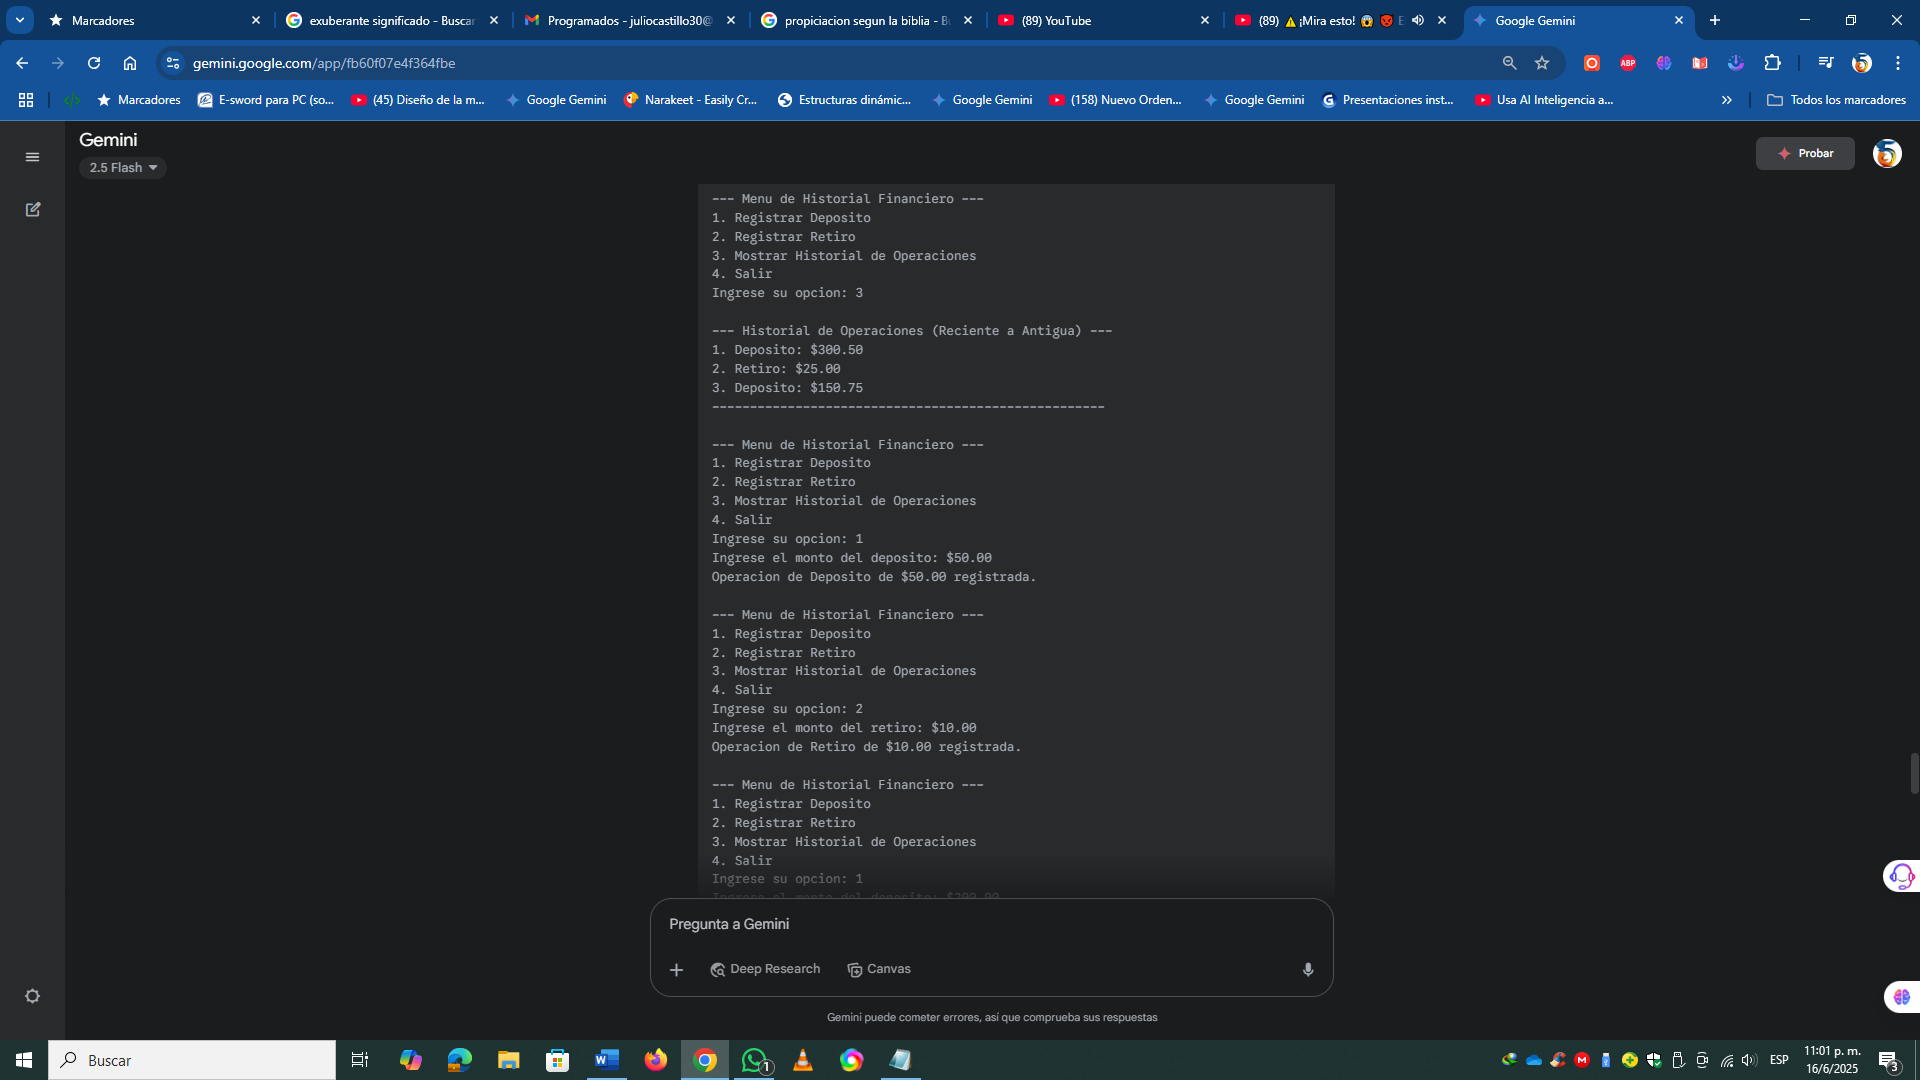 Marcadores
exuberante significado - Buscar
Programados - juliocastillo30@
propiciacion segun la biblia - B
(89) YouTube
(89) ⚠️¡Mira esto! 😱 👹 E
Google Gemini
gemini.google.com/app/fb60f07e4f364fbe
ABP
Marcadores
E-sword para PC (so...
(45) Diseño de la m...
Google Gemini
Narakeet - Easily Cr...
Estructuras dinámic...
Google Gemini
(158) Nuevo Orden...
Google Gemini
Presentaciones inst...
Usa AI Inteligencia a...
Todos los marcadores
Gemini
2.5 Flash
Probar
--- Menu de Historial Financiero ---
1. Registrar Deposito
2. Registrar Retiro
3. Mostrar Historial de Operaciones
4. Salir
Ingrese su opcion: 3
--- Historial de Operaciones (Reciente a Antigua) ---
1. Deposito: $300.50
2. Retiro: $25.00
3. Deposito: $150.75
----------------------------------------------------
--- Menu de Historial Financiero ---
1. Registrar Deposito
2. Registrar Retiro
3. Mostrar Historial de Operaciones
4. Salir
Ingrese su opcion: 1
Ingrese el monto del deposito: $50.00
Operacion de Deposito de $50.00 registrada.
--- Menu de Historial Financiero ---
1. Registrar Deposito
2. Registrar Retiro
3. Mostrar Historial de Operaciones
4. Salir
Ingrese su opcion: 2
Ingrese el monto del retiro: $10.00
Operacion de Retiro de $10.00 registrada.
--- Menu de Historial Financiero ---
1. Registrar Deposito
2. Registrar Retiro
3. Mostrar Historial de Operaciones
4. Salir
Ingrese su opcion: 1
Ingrese el monto del deposito: $200.00
Pregunta a Gemini
Deep Research
Canvas
Gemini puede cometer errores, así que comprueba sus respuestas
Buscar
1
ESP
11:01 p. m.
16/6/2025
3